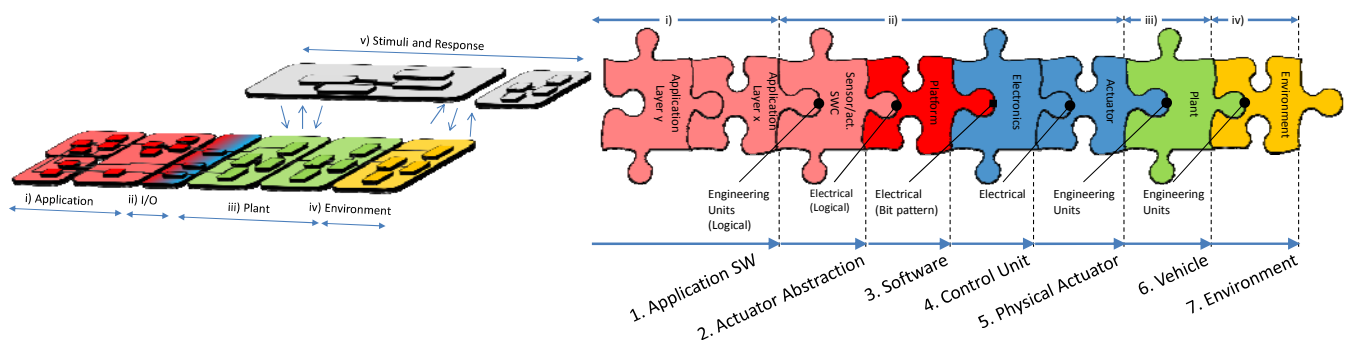 v) Stimuli and Response
i) Application
ii) I/O
iii) Plant
iv) Environment
i)
ii)
iii)
iv)
Application
Layer y
Application
Layer x
Sensor/act.
SWC
Platform
Electronics
Actuator
Plant
Environment
Engineering
Units
(Logical)
Electrical
(Logical)
Electrical
(Bit pattern)
Electrical
Engineering
Units
Engineering
Units
1. Application SW
2. Actuator Abstraction
3. Software
4. Control Unit
5. Physical Actuator
6. Vehicle
7. Environment